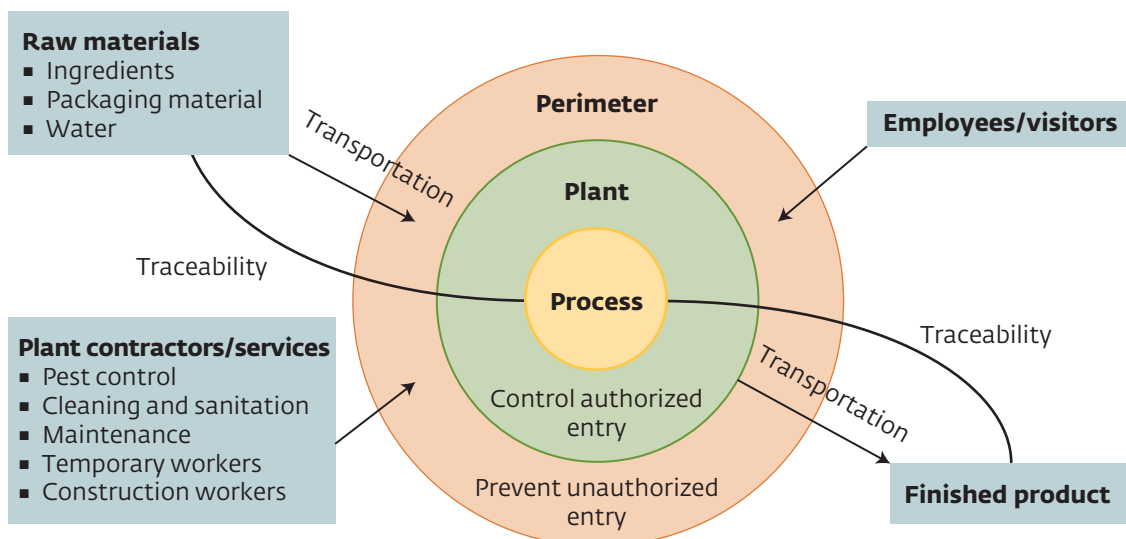 Raw materials
▪ Ingredients
▪ Packaging material
▪ Water
Transportation
Perimeter
Employees/visitors
Plant
Traceability
Process
Plant contractors/services
▪ Pest control
▪ Cleaning and sanitation
▪ Maintenance
▪ Temporary workers
▪ Construction workers
Control authorized
entry
Prevent unauthorized
entry
Traceability
Transportation
Finished product